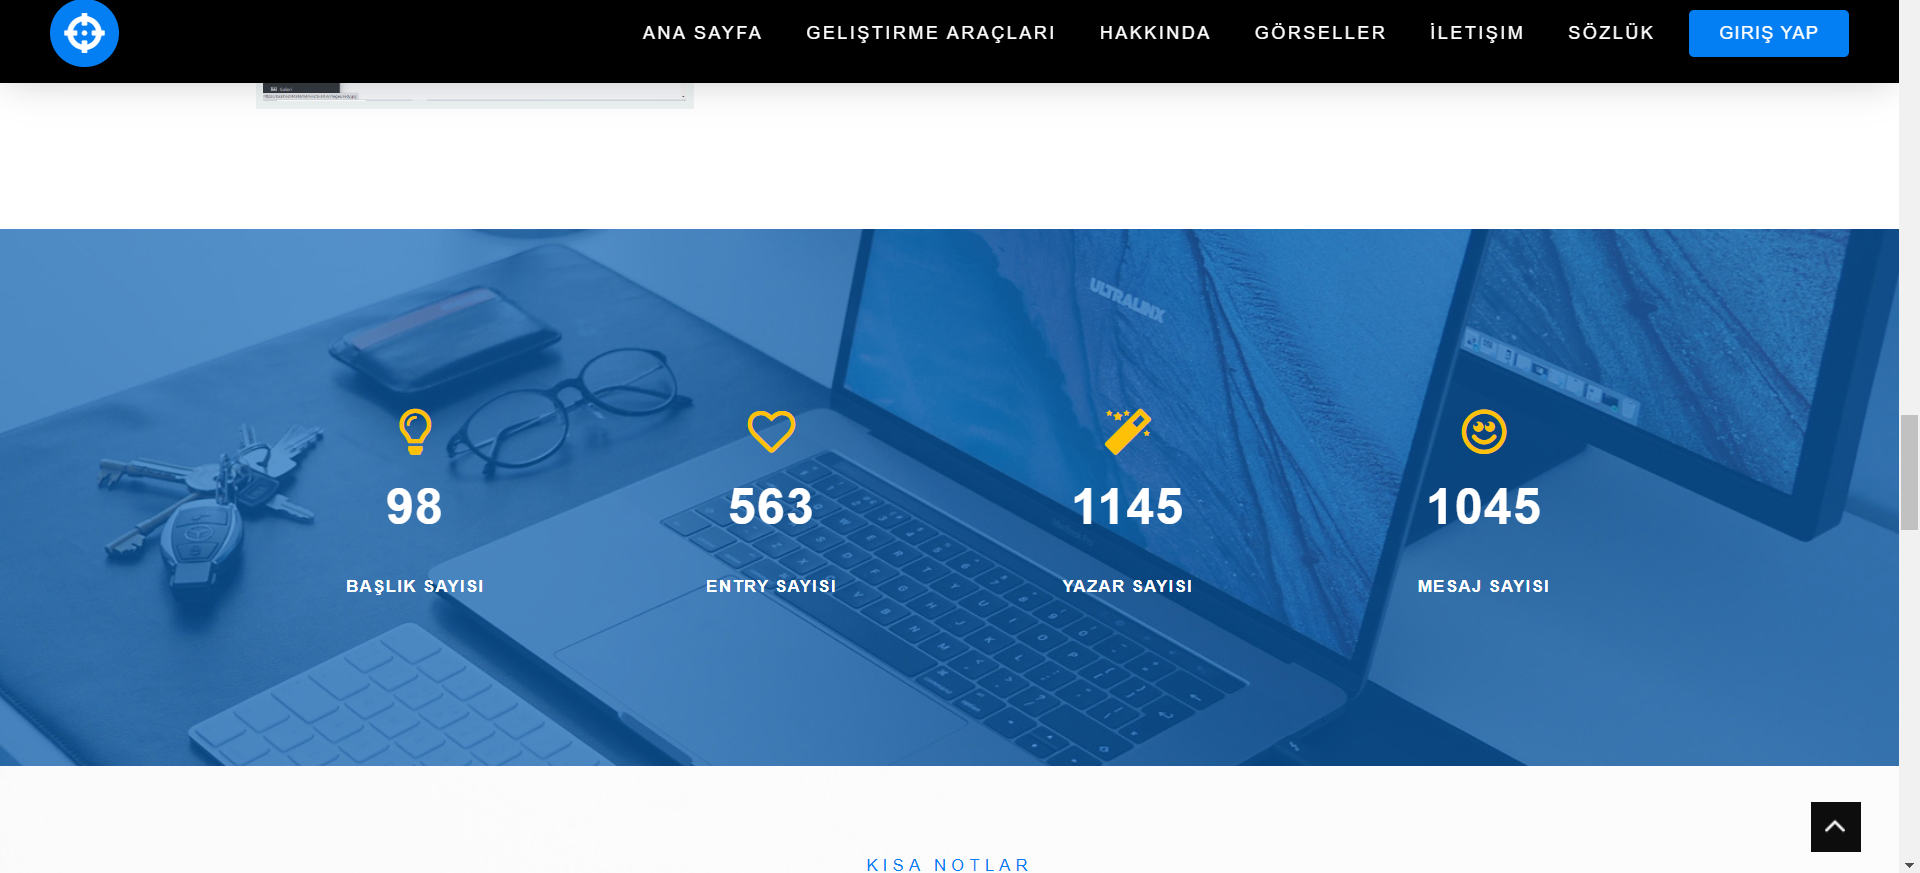 ANA SAYFA GELIŞTIRME ARAÇLARI HAKKINDA GÖRSELLER İLETIŞIM SÖZLÜK GIRIŞ YAP
ULTRALINX
98 563 1145 1045
BAŞLIK SAYISI ENTRY SAYISI YAZAR SAYISI MESAJ SAYISI
KISA NOTLAR